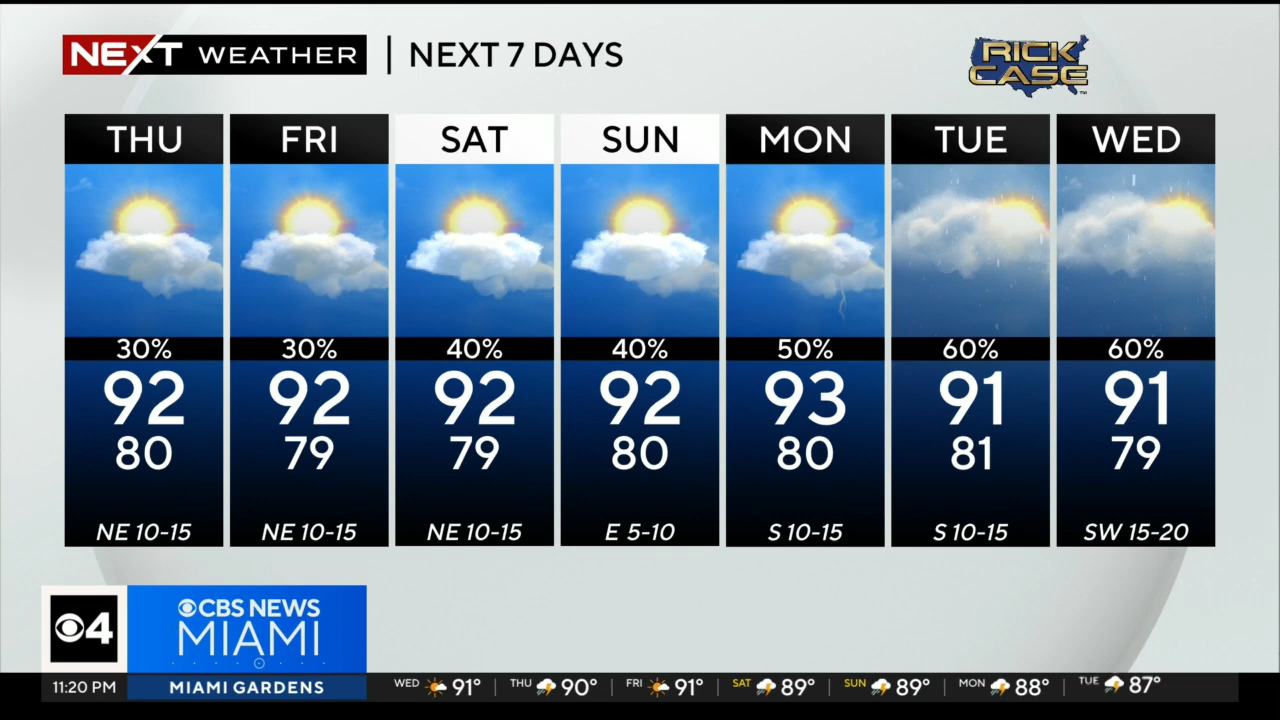 NEXT WEATHER | NEXT 7 DAYS
RICK
CASE
THU FRI SAT SUN MON TUE WED
30% 30% 40% 40% 50% 60% 60%
92 92 92 92 93 91 91
80 79 79 80 80 81 79
NE 10-15 NE 10-15 NE 10-15 E 5-10 S 10-15 S 10-15 SW 15-20
4 CBS NEWS
MIAMI
11:20 PM MIAMI GARDENS WED 91° | THU 90° | FRI 91° | SAT 89° | SUN 89° | MON 88° | TUE 87°